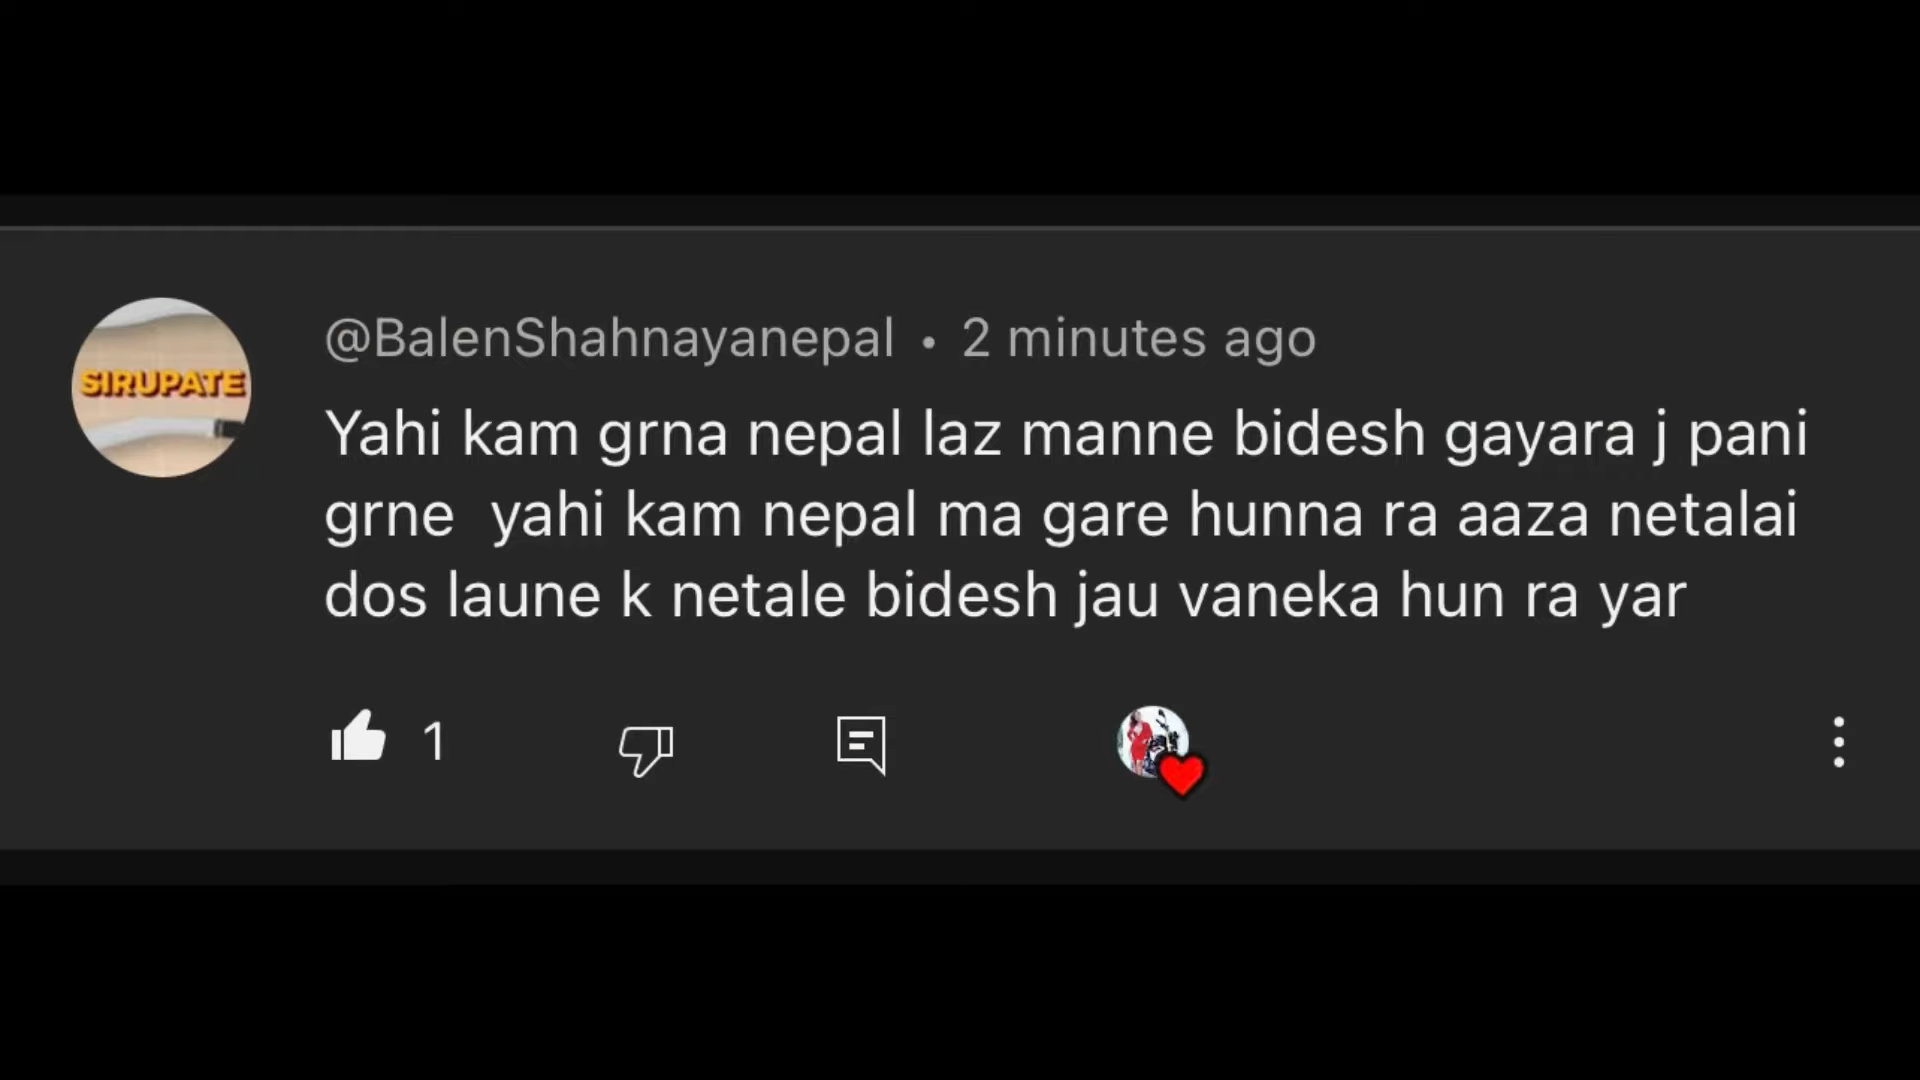 SIRUPATE
@BalenShahnayanepal • 2 minutes ago
Yahi kam grna nepal laz manne bidesh gayara j pani
grne  yahi kam nepal ma gare hunna ra aaza netalai
dos laune k netale bidesh jau vaneka hun ra yar
1